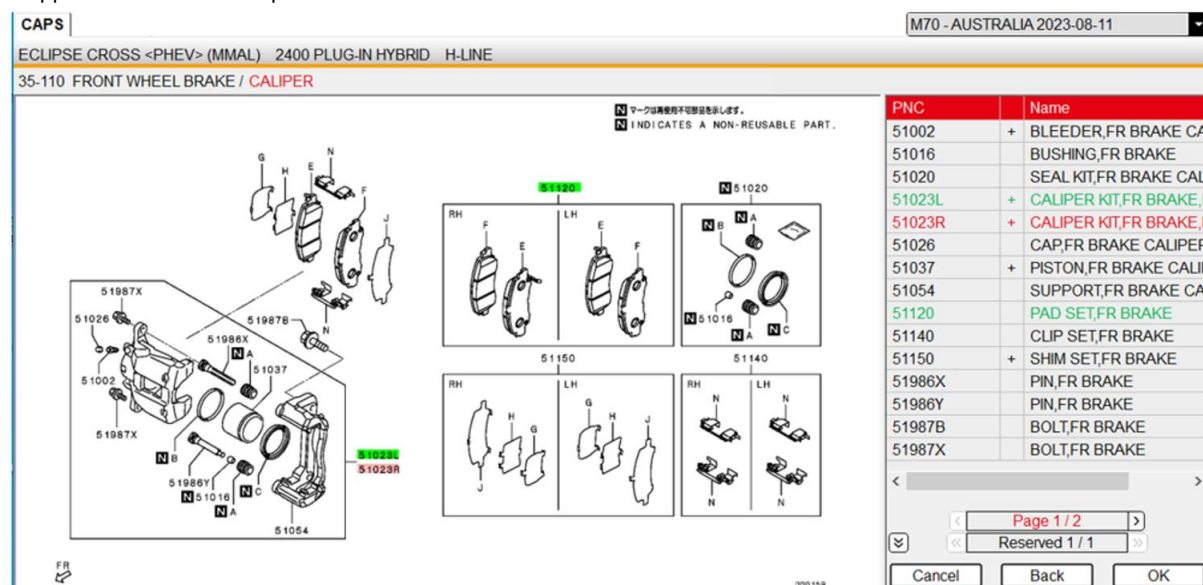 CAPS
M70 - AUSTRALIA 2023-08-11
ECLIPSE CROSS <PHEV> (MMAL) 2400 PLUG-IN HYBRID H-LINE
35-110 FRONT WHEEL BRAKE / CALIPER
N マークは再使用不可部品を示します。
N INDICATES A NON-REUSABLE PART.
G
H
E
N
F
J
N
51987X
51026
51986X
51987B
N A
51037
51002
51987X
N B
51986Y
N 51016
N A
N C
51054
51023L
51023R
FR
51120
RH
LH
F
E
E
F
N 51020
N A
N B
N 51016
N A
N C
51150
RH
LH
J
H
G
G
H
J
51140
RH
LH
N
N
N
N
PNC Name
51002 + BLEEDER,FR BRAKE CA
51016 BUSHING,FR BRAKE
51020 SEAL KIT,FR BRAKE CAL
51023L + CALIPER KIT,FR BRAKE,
51023R + CALIPER KIT,FR BRAKE,
51026 CAP,FR BRAKE CALIPER
51037 + PISTON,FR BRAKE CALI
51054 SUPPORT,FR BRAKE CA
51120 PAD SET,FR BRAKE
51140 CLIP SET,FR BRAKE
51150 + SHIM SET,FR BRAKE
51986X PIN,FR BRAKE
51986Y PIN,FR BRAKE
51987B BOLT,FR BRAKE
51987X BOLT,FR BRAKE
Page 1 / 2
Reserved 1 / 1
Cancel Back OK